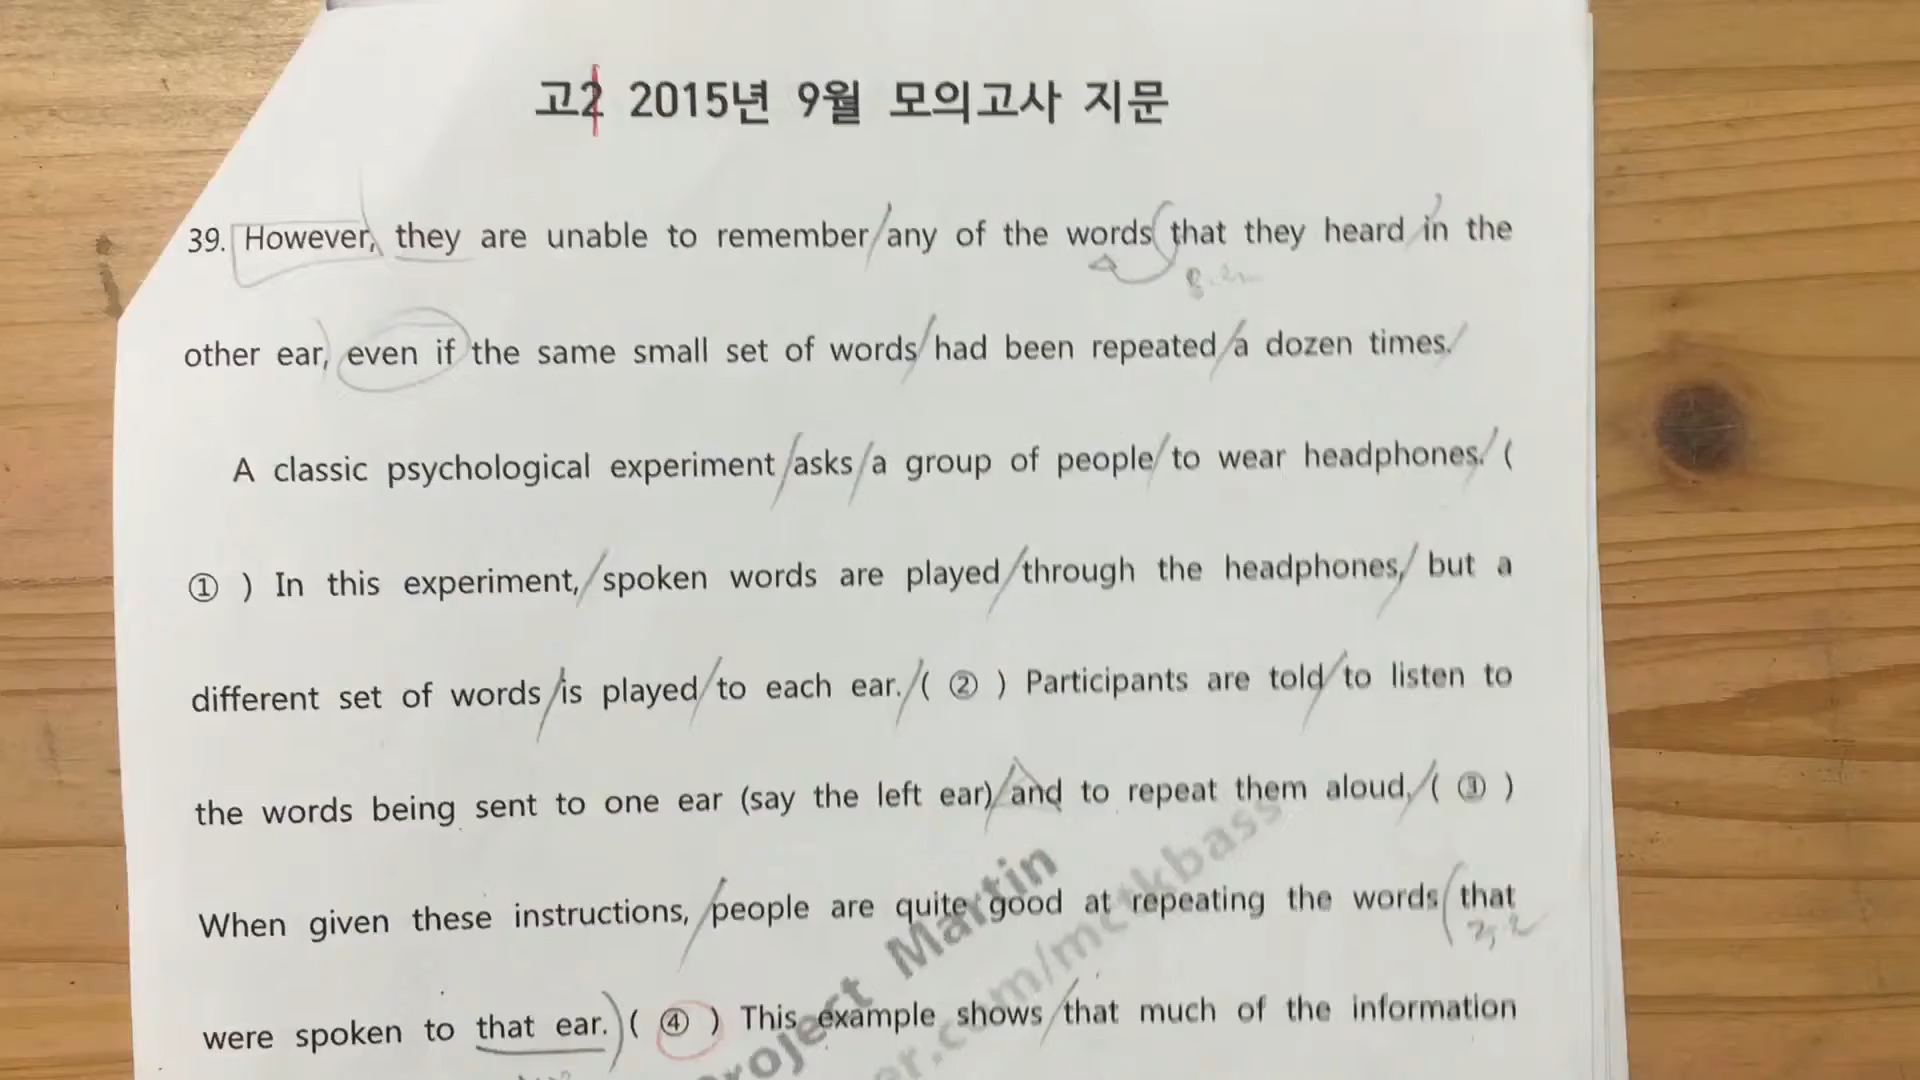 고2 2015년 9월 모의고사 지문
39. However, they are unable to remember any of the words that they heard in the
other ear, even if the same small set of words had been repeated a dozen times.
A classic psychological experiment asks a group of people to wear headphones. (
① ) In this experiment, spoken words are played through the headphones, but a
different set of words is played to each ear. ( ② ) Participants are told to listen to
the words being sent to one ear (say the left ear) and to repeat them aloud. ( ③ )
When given these instructions, people are quite good at repeating the words that
were spoken to that ear. ( ④ ) This example shows that much of the information
Project Martin
er.com/mctkbass